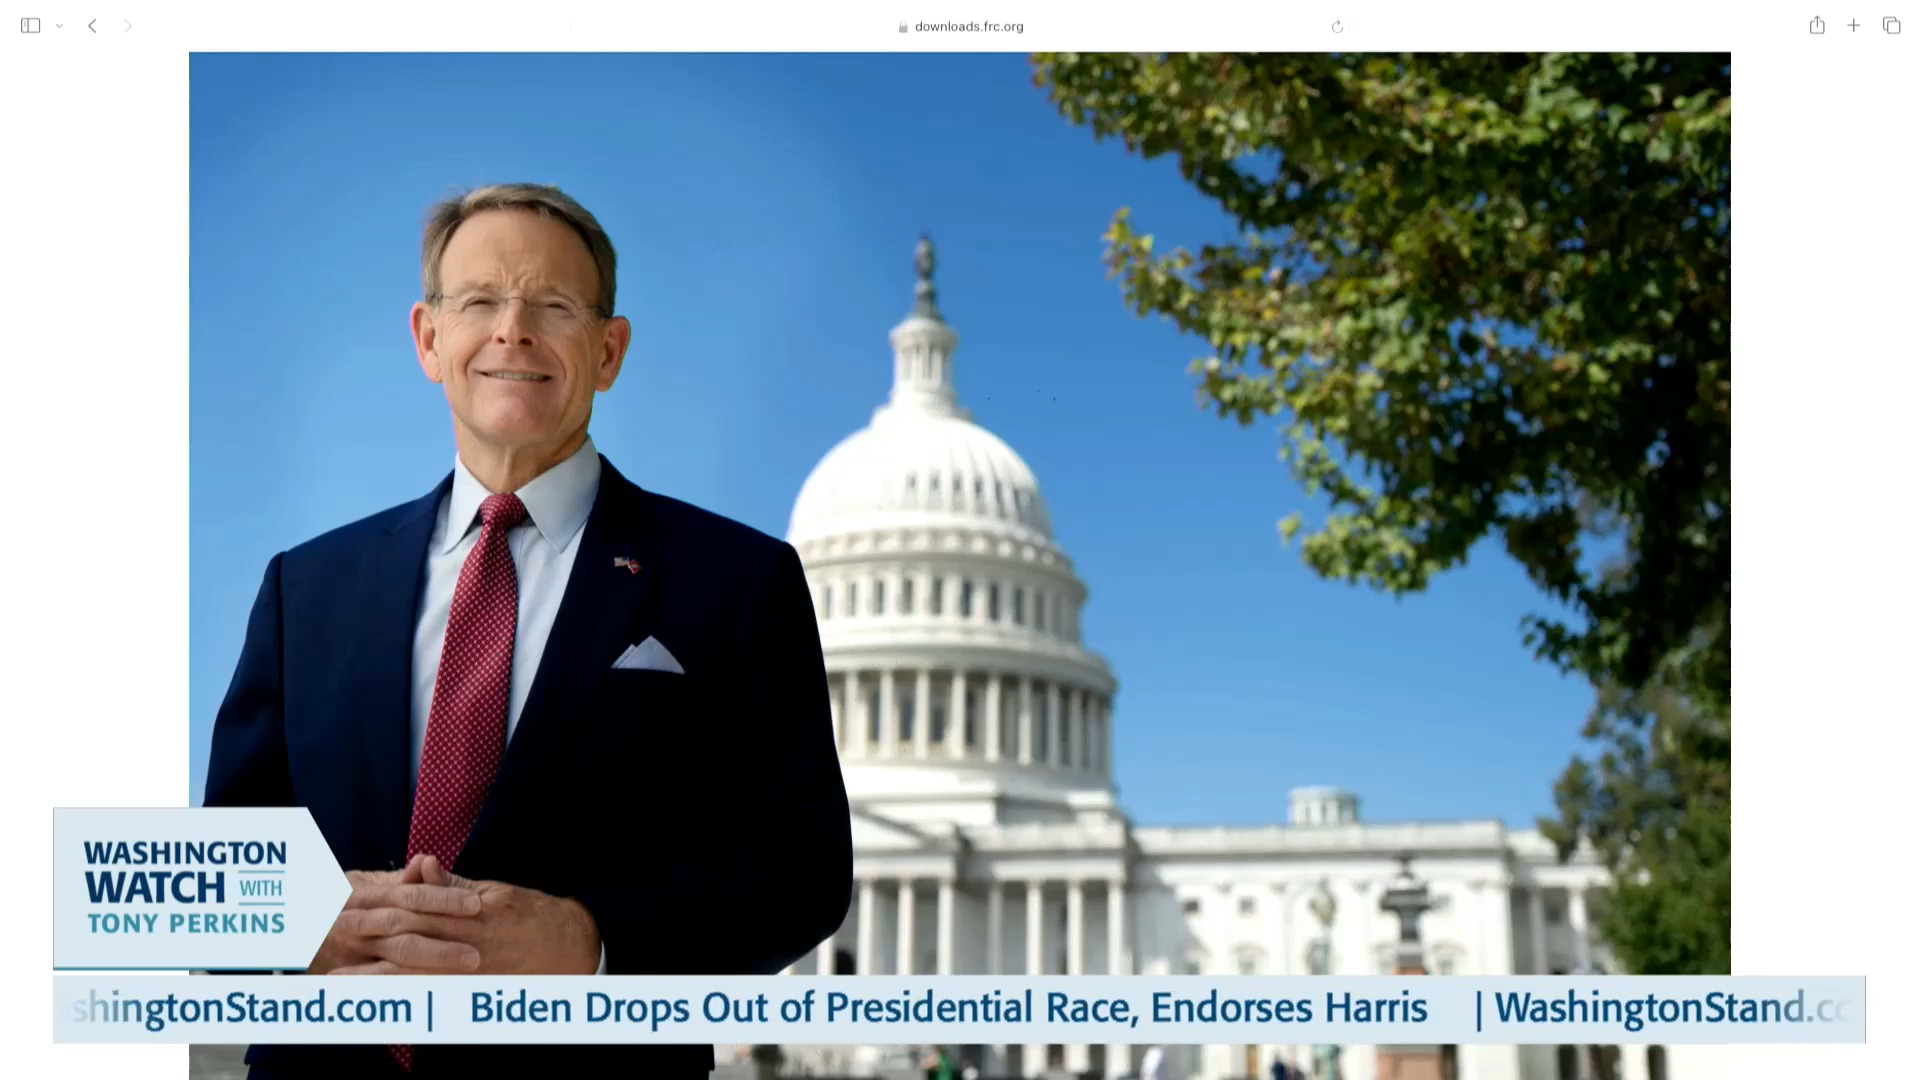 downloads.frc.org
WASHINGTON
WATCH WITH
TONY PERKINS
shingtonStand.com | Biden Drops Out of Presidential Race, Endorses Harris | WashingtonStand.co